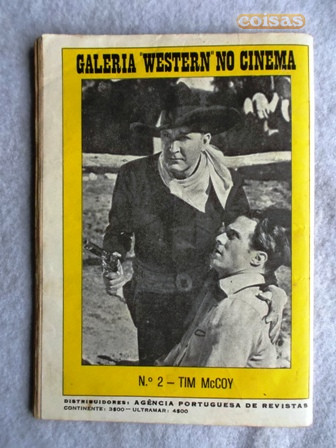 coisas
GALERIA "WESTERN" NO CINEMA
N.º 2 — TIM McCOY
DISTRIBUIDORES: AGÊNCIA PORTUGUESA DE REVISTAS
CONTINENTE: 3$00 — ULTRAMAR: 4$00